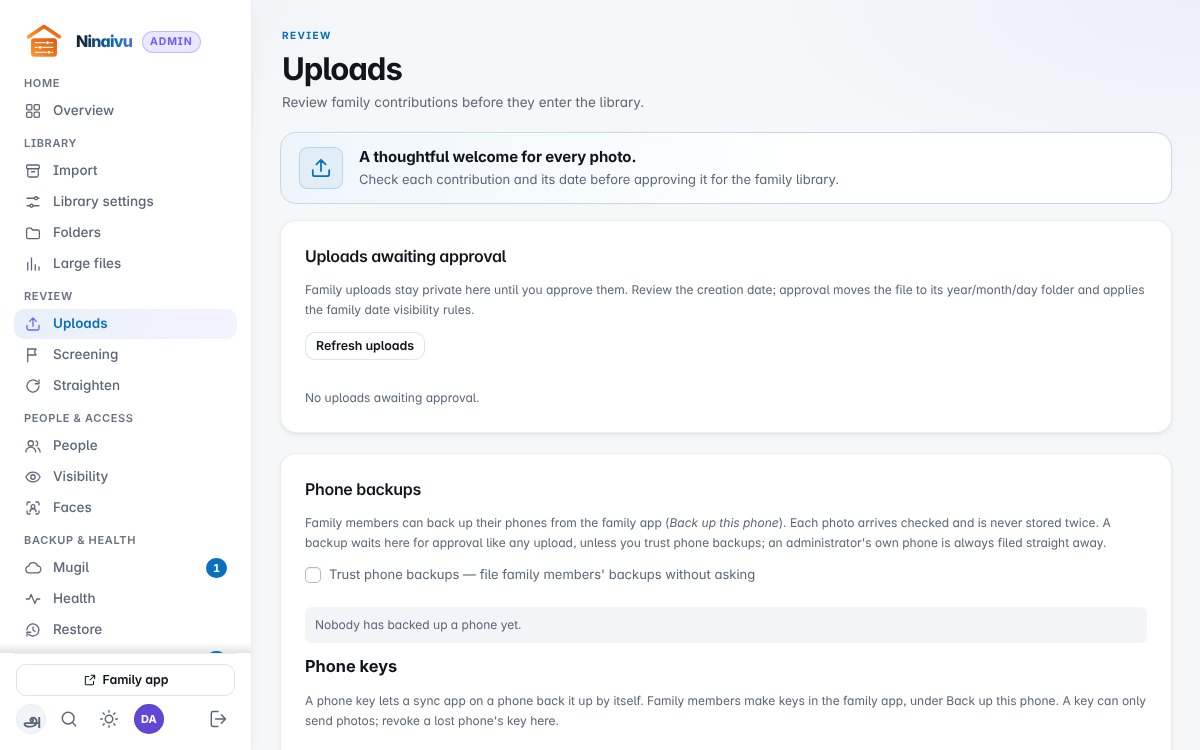 Ninaivu ADMIN
HOME
Overview
LIBRARY
Import
Library settings
Folders
Large files
REVIEW
Uploads
Screening
Straighten
PEOPLE & ACCESS
People
Visibility
Faces
BACKUP & HEALTH
Mugil 1
Health
Restore
Family app
அ DA
REVIEW
Uploads
Review family contributions before they enter the library.
A thoughtful welcome for every photo.
Check each contribution and its date before approving it for the family library.
Uploads awaiting approval
Family uploads stay private here until you approve them. Review the creation date; approval moves the file to its year/month/day folder and applies
the family date visibility rules.
Refresh uploads
No uploads awaiting approval.
Phone backups
Family members can back up their phones from the family app (Back up this phone). Each photo arrives checked and is never stored twice. A
backup waits here for approval like any upload, unless you trust phone backups; an administrator's own phone is always filed straight away.
Trust phone backups — file family members' backups without asking
Nobody has backed up a phone yet.
Phone keys
A phone key lets a sync app on a phone back it up by itself. Family members make keys in the family app, under Back up this phone. A key can only
send photos; revoke a lost phone's key here.